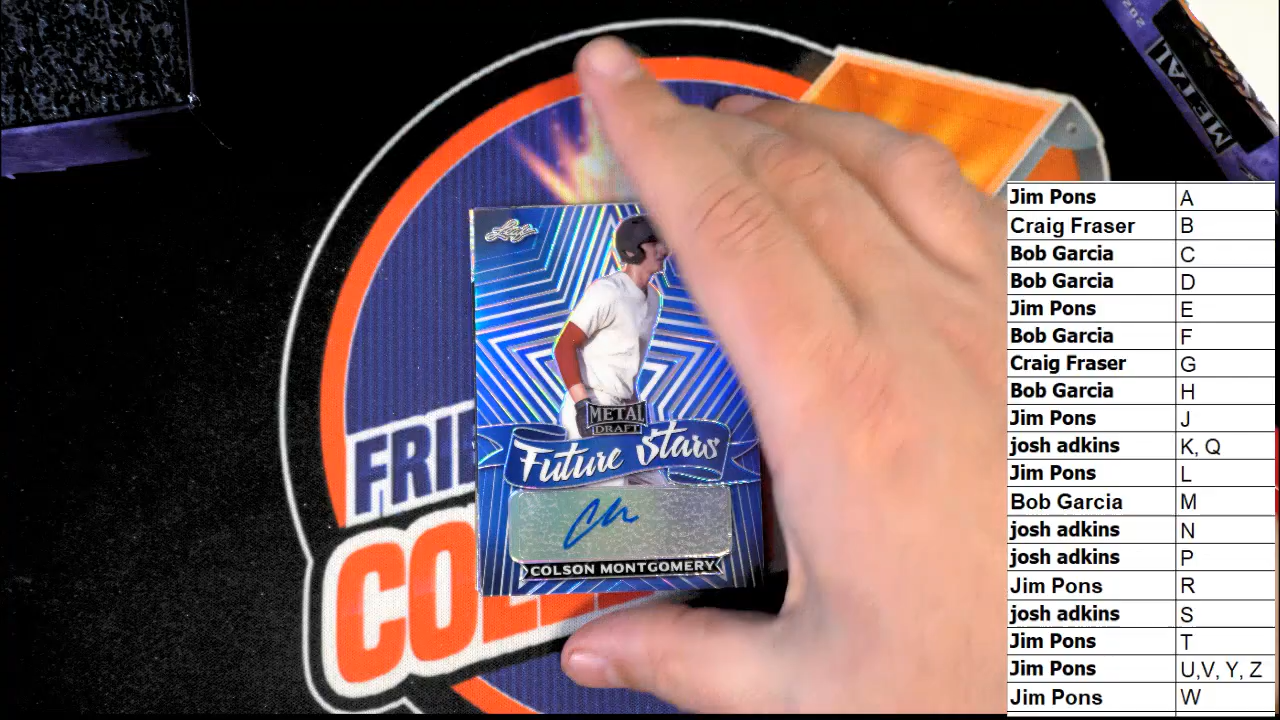 METAL
202
Leaf
METAL
DRAFT
Future Stars
COLSON MONTGOMERY
FRI
COL
Jim Pons A
Craig Fraser B
Bob Garcia C
Bob Garcia D
Jim Pons E
Bob Garcia F
Craig Fraser G
Bob Garcia H
Jim Pons J
josh adkins K, Q
Jim Pons L
Bob Garcia M
josh adkins N
josh adkins P
Jim Pons R
josh adkins S
Jim Pons T
Jim Pons U,V, Y, Z
Jim Pons W